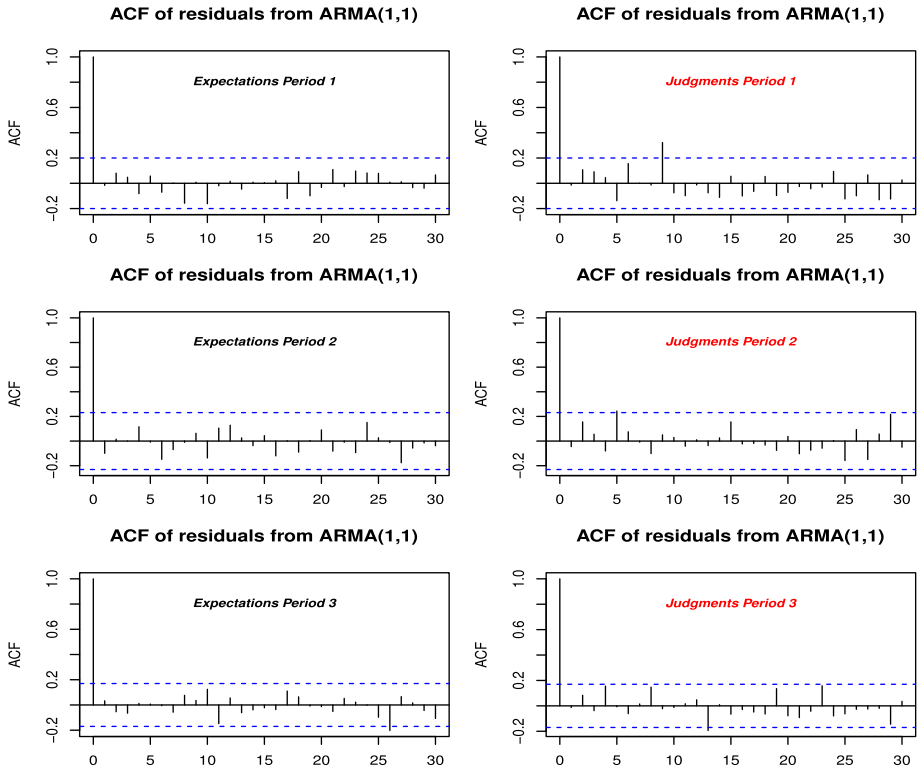 ACF of residuals from ARMA(1,1)
Expectations Period 1
ACF
1.0
0.6
0.2
−0.2
0 5 10 15 20 25 30
ACF of residuals from ARMA(1,1)
Judgments Period 1
ACF
1.0
0.6
0.2
−0.2
0 5 10 15 20 25 30
ACF of residuals from ARMA(1,1)
Expectations Period 2
ACF
1.0
0.6
0.2
−0.2
0 5 10 15 20 25 30
ACF of residuals from ARMA(1,1)
Judgments Period 2
ACF
1.0
0.6
0.2
−0.2
0 5 10 15 20 25 30
ACF of residuals from ARMA(1,1)
Expectations Period 3
ACF
1.0
0.6
0.2
−0.2
0 5 10 15 20 25 30
ACF of residuals from ARMA(1,1)
Judgments Period 3
ACF
1.0
0.6
0.2
−0.2
0 5 10 15 20 25 30